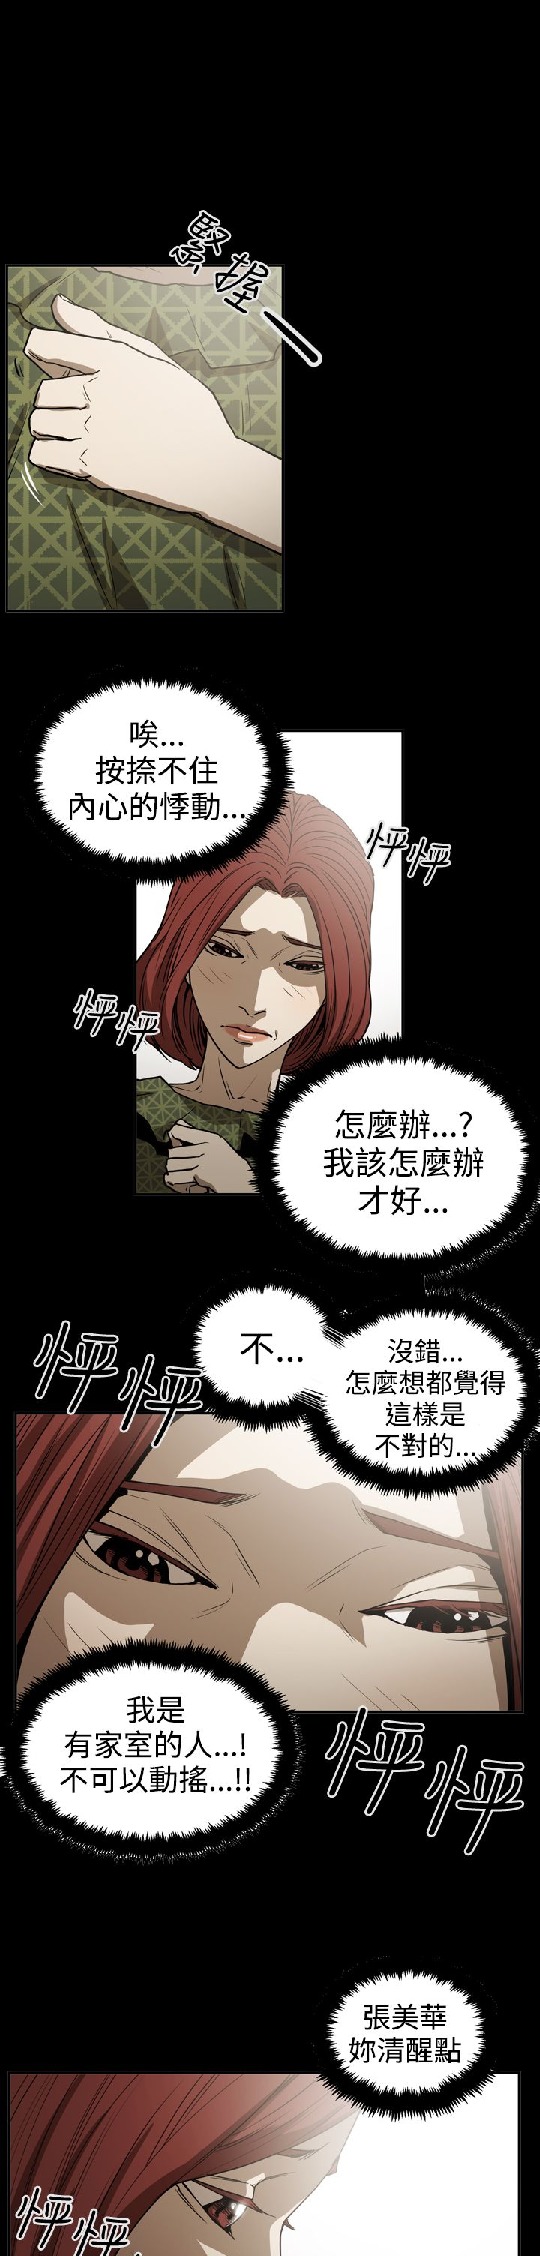 緊握
唉...
按捺不住
內心的悸動...
怦怦
怦怦
怎麼辦...?
我該怎麼辦
才好...
不...
沒錯...
怎麼想都覺得
這樣是
不對的...
怦怦
我是
有家室的人...!
不可以動搖...!!
怦怦
張美華
妳清醒點
怦怦